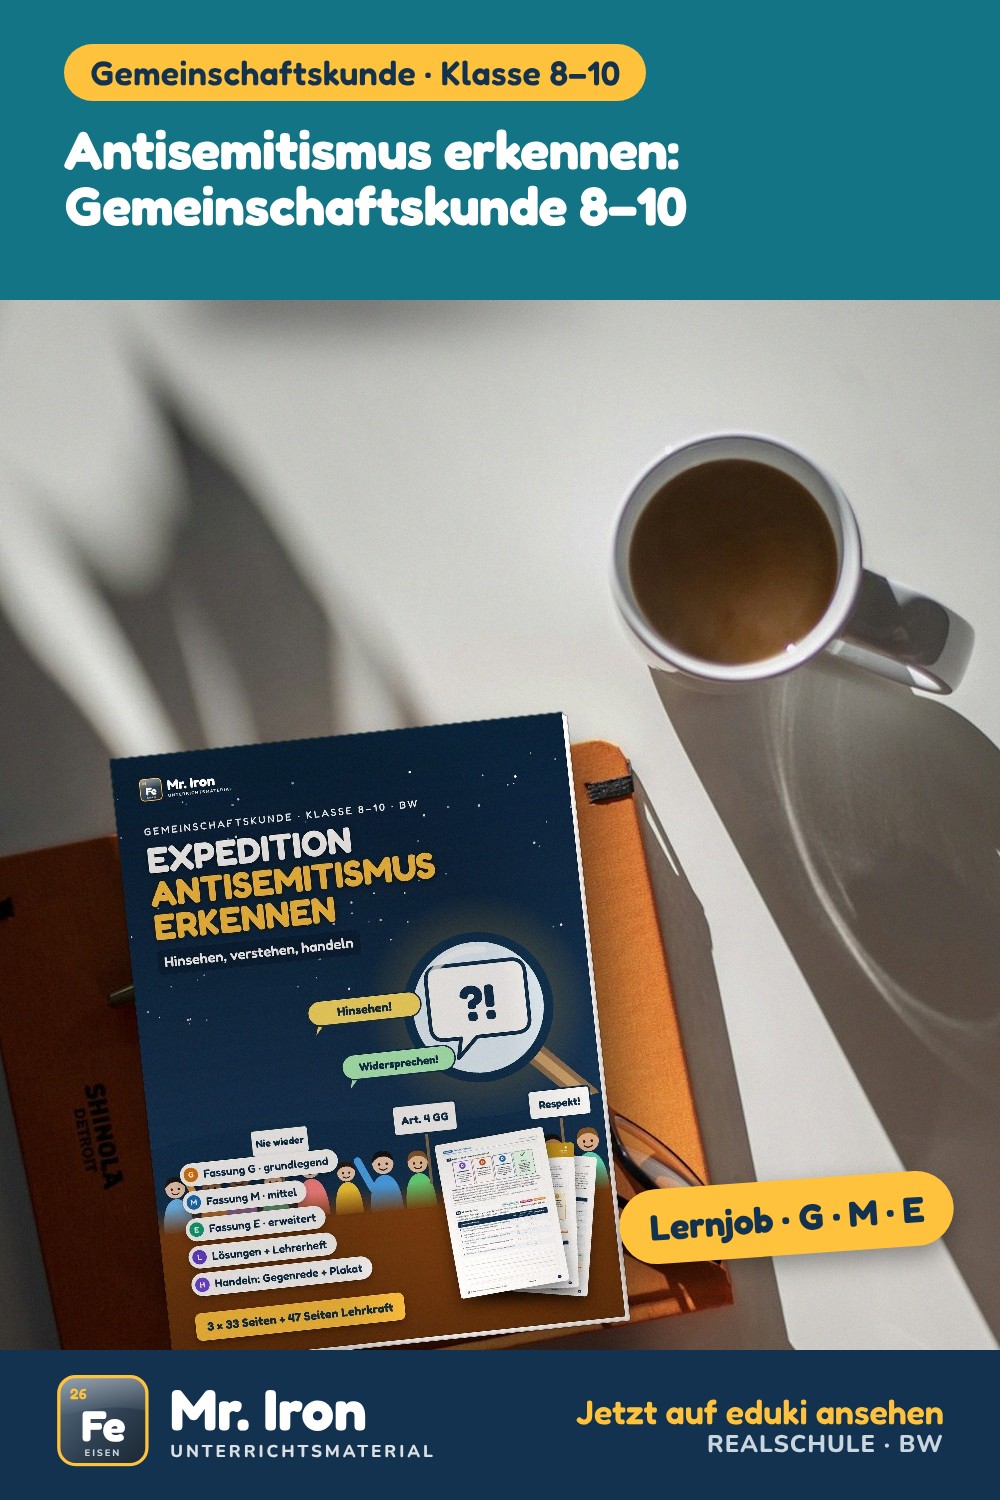 Gemeinschaftskunde · Klasse 8–10
Antisemitismus erkennen:
Gemeinschaftskunde 8–10
Fe
Mr. Iron
UNTERRICHTSMATERIAL
GEMEINSCHAFTSKUNDE · KLASSE 8–10 · BW
EXPEDITION
ANTISEMITISMUS
ERKENNEN
Hinsehen, verstehen, handeln
?!
Hinsehen!
Widersprechen!
Respekt!
Art. 4 GG
Nie wieder
G Fassung G · grundlegend
M Fassung M · mittel
E Fassung E · erweitert
L Lösungen + Lehrerheft
H Handeln: Gegenrede + Plakat
3 x 33 Seiten + 47 Seiten Lehrkraft
SHINOLA
DETROIT
Lernjob · G · M · E
26
Fe
EISEN
Mr. Iron
UNTERRICHTSMATERIAL
Jetzt auf eduki ansehen
REALSCHULE · BW